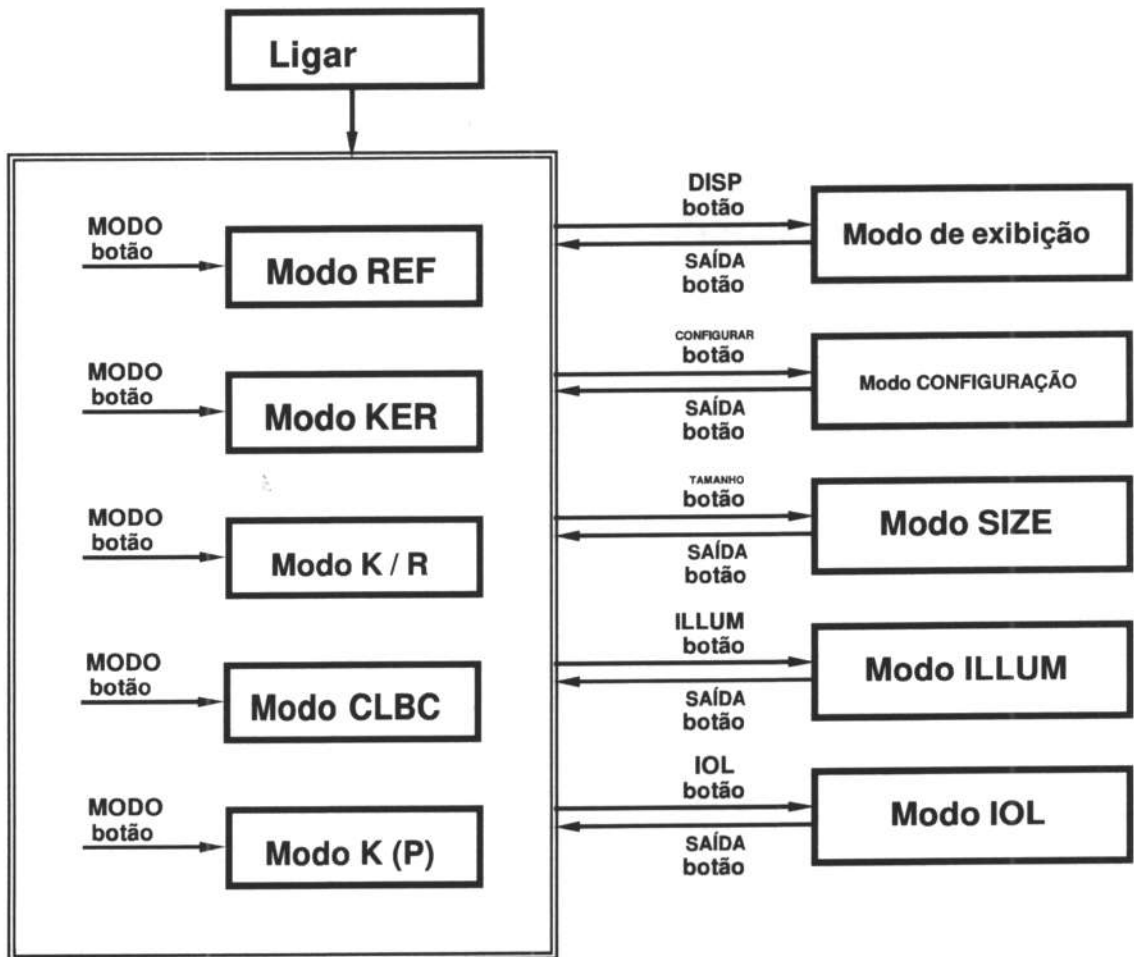 Ligar
MODO
botão
Modo REF
MODO
botão
Modo KER
MODO
botão
Modo K / R
MODO
botão
Modo CLBC
MODO
botão
Modo K (P)
DISP
botão
SAÍDA
botão
Modo de exibição
CONFIGURAR
botão
SAÍDA
botão
Modo CONFIGURAÇÃO
TAMANHO
botão
SAÍDA
botão
Modo SIZE
ILLUM
botão
SAÍDA
botão
Modo ILLUM
IOL
botão
SAÍDA
botão
Modo IOL